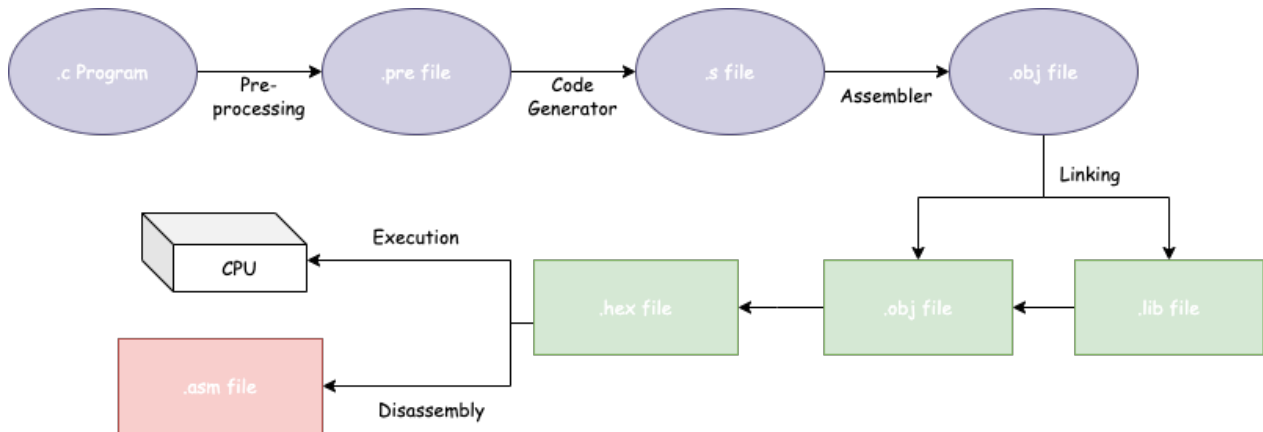 .c Program
.pre file
.s file
.obj file
Pre-
processing
Code
Generator
Assembler
Linking
Execution
CPU
.hex file
.obj file
.lib file
.asm file
Disassembly